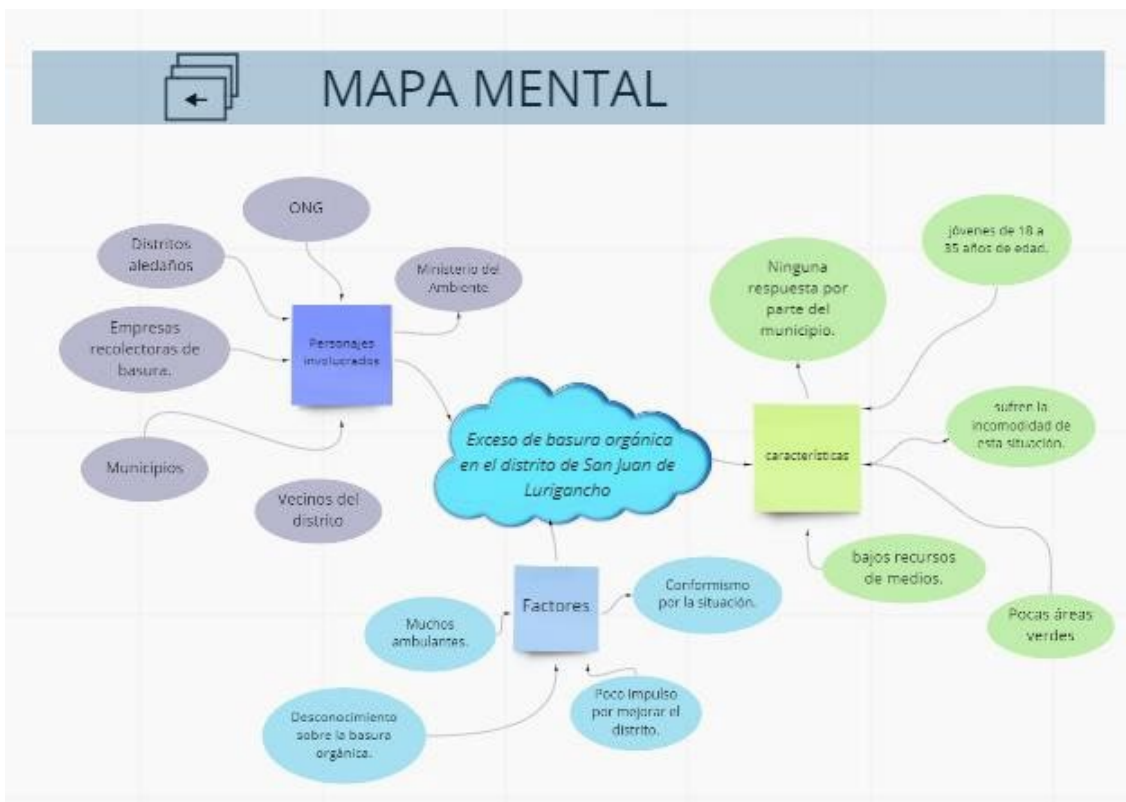 MAPA MENTAL
ONG
Distritos
aledaños
Ministerio del
Ambiente
Empresas
recolectoras de
basura.
Personajes
involucrados
Municipios
Vecinos del
distrito
Exceso de basura orgánica
en el distrito de San Juan de
Lurigancho
Ninguna
respuesta por
parte del
municipio.
jóvenes de 18 a
35 años de edad.
sufren la
incomodidad de
esta situación.
características
bajos recursos
de medios.
Pocas áreas
verdes
Factores
Conformismo
por la situación.
Muchos
ambulantes.
Poco impulso
por mejorar el
distrito.
Desconocimiento
sobre la basura
orgánica.